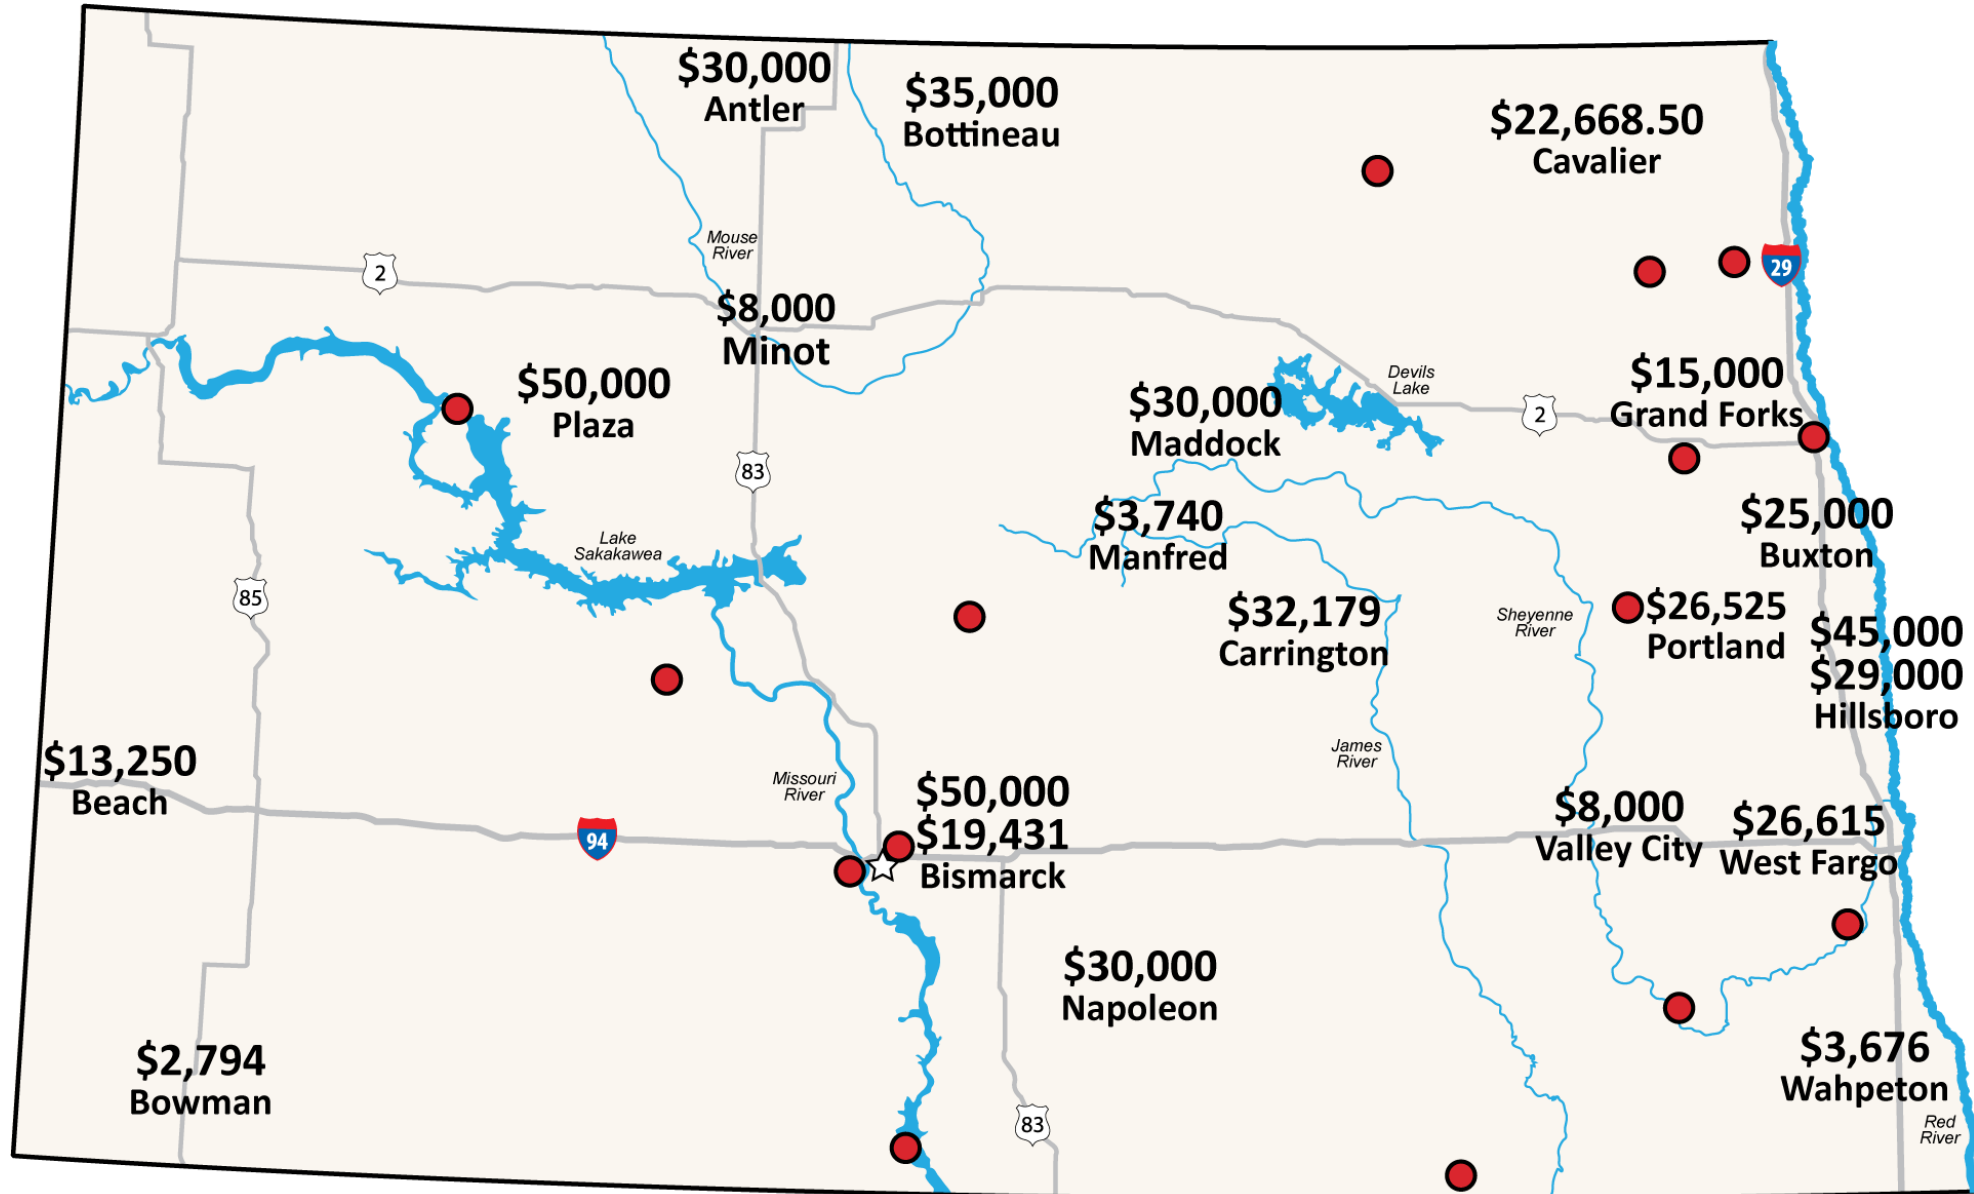 $30,000
Antler
$35,000
Bottineau
$22,668.50
Cavalier
Mouse
River
2
29
$8,000
Minot
$50,000
Plaza
$30,000
Maddock
Devils
Lake
2
$15,000
Grand Forks
83
$3,740
Manfred
$25,000
Buxton
Lake
Sakakawea
85
$32,179
Carrington
Sheyenne
River
$26,525
Portland
$45,000
$29,000
Hillsboro
$13,250
Beach
Missouri
River
James
River
94
$50,000
$19,431
Bismarck
$8,000
Valley City
$26,615
West Fargo
$30,000
Napoleon
$2,794
Bowman
83
$3,676
Wahpeton
Red
River